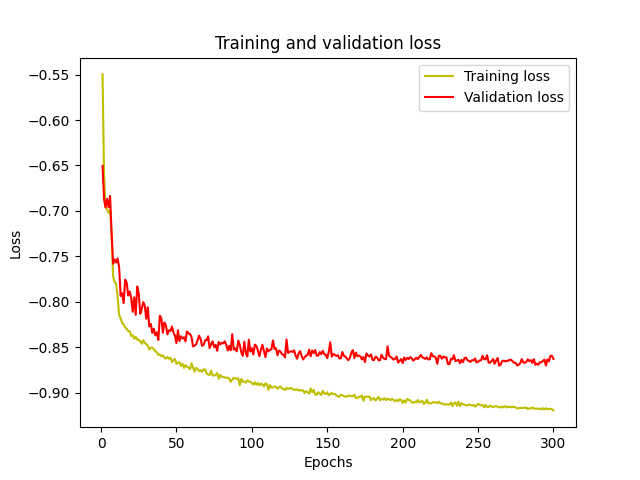 Training and validation loss
Training loss
Validation loss
Loss
−0.55
−0.60
−0.65
−0.70
−0.75
−0.80
−0.85
−0.90
0 50 100 150 200 250 300
Epochs